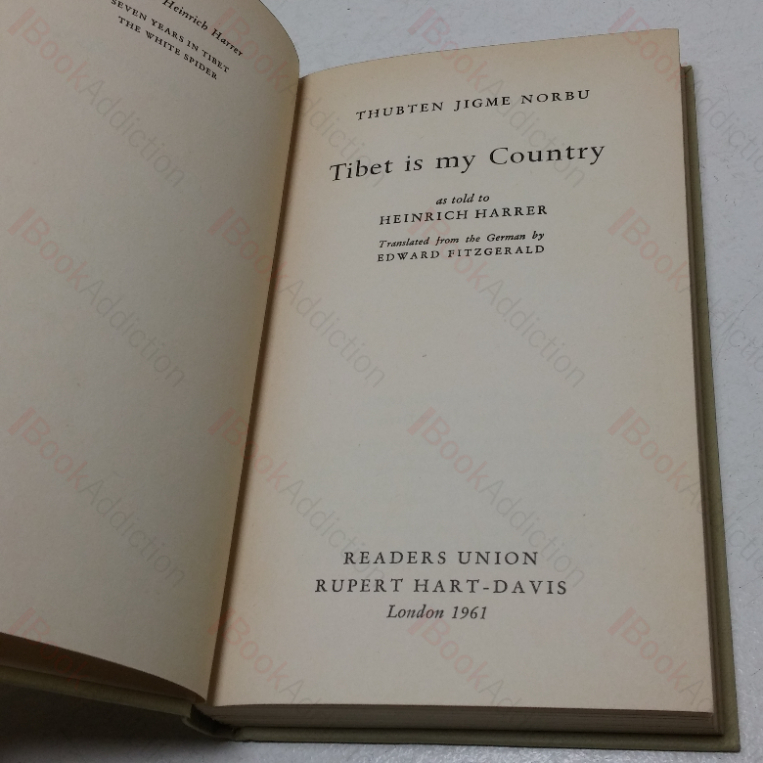 Heinrich Harrer
SEVEN YEARS IN TIBET
THE WHITE SPIDER
THUBTEN JIGME NORBU
Tibet is my Country
as told to
HEINRICH HARRER
Translated from the German by
EDWARD FITZGERALD
READERS UNION
RUPERT HART-DAVIS
London 1961
BookAddiction